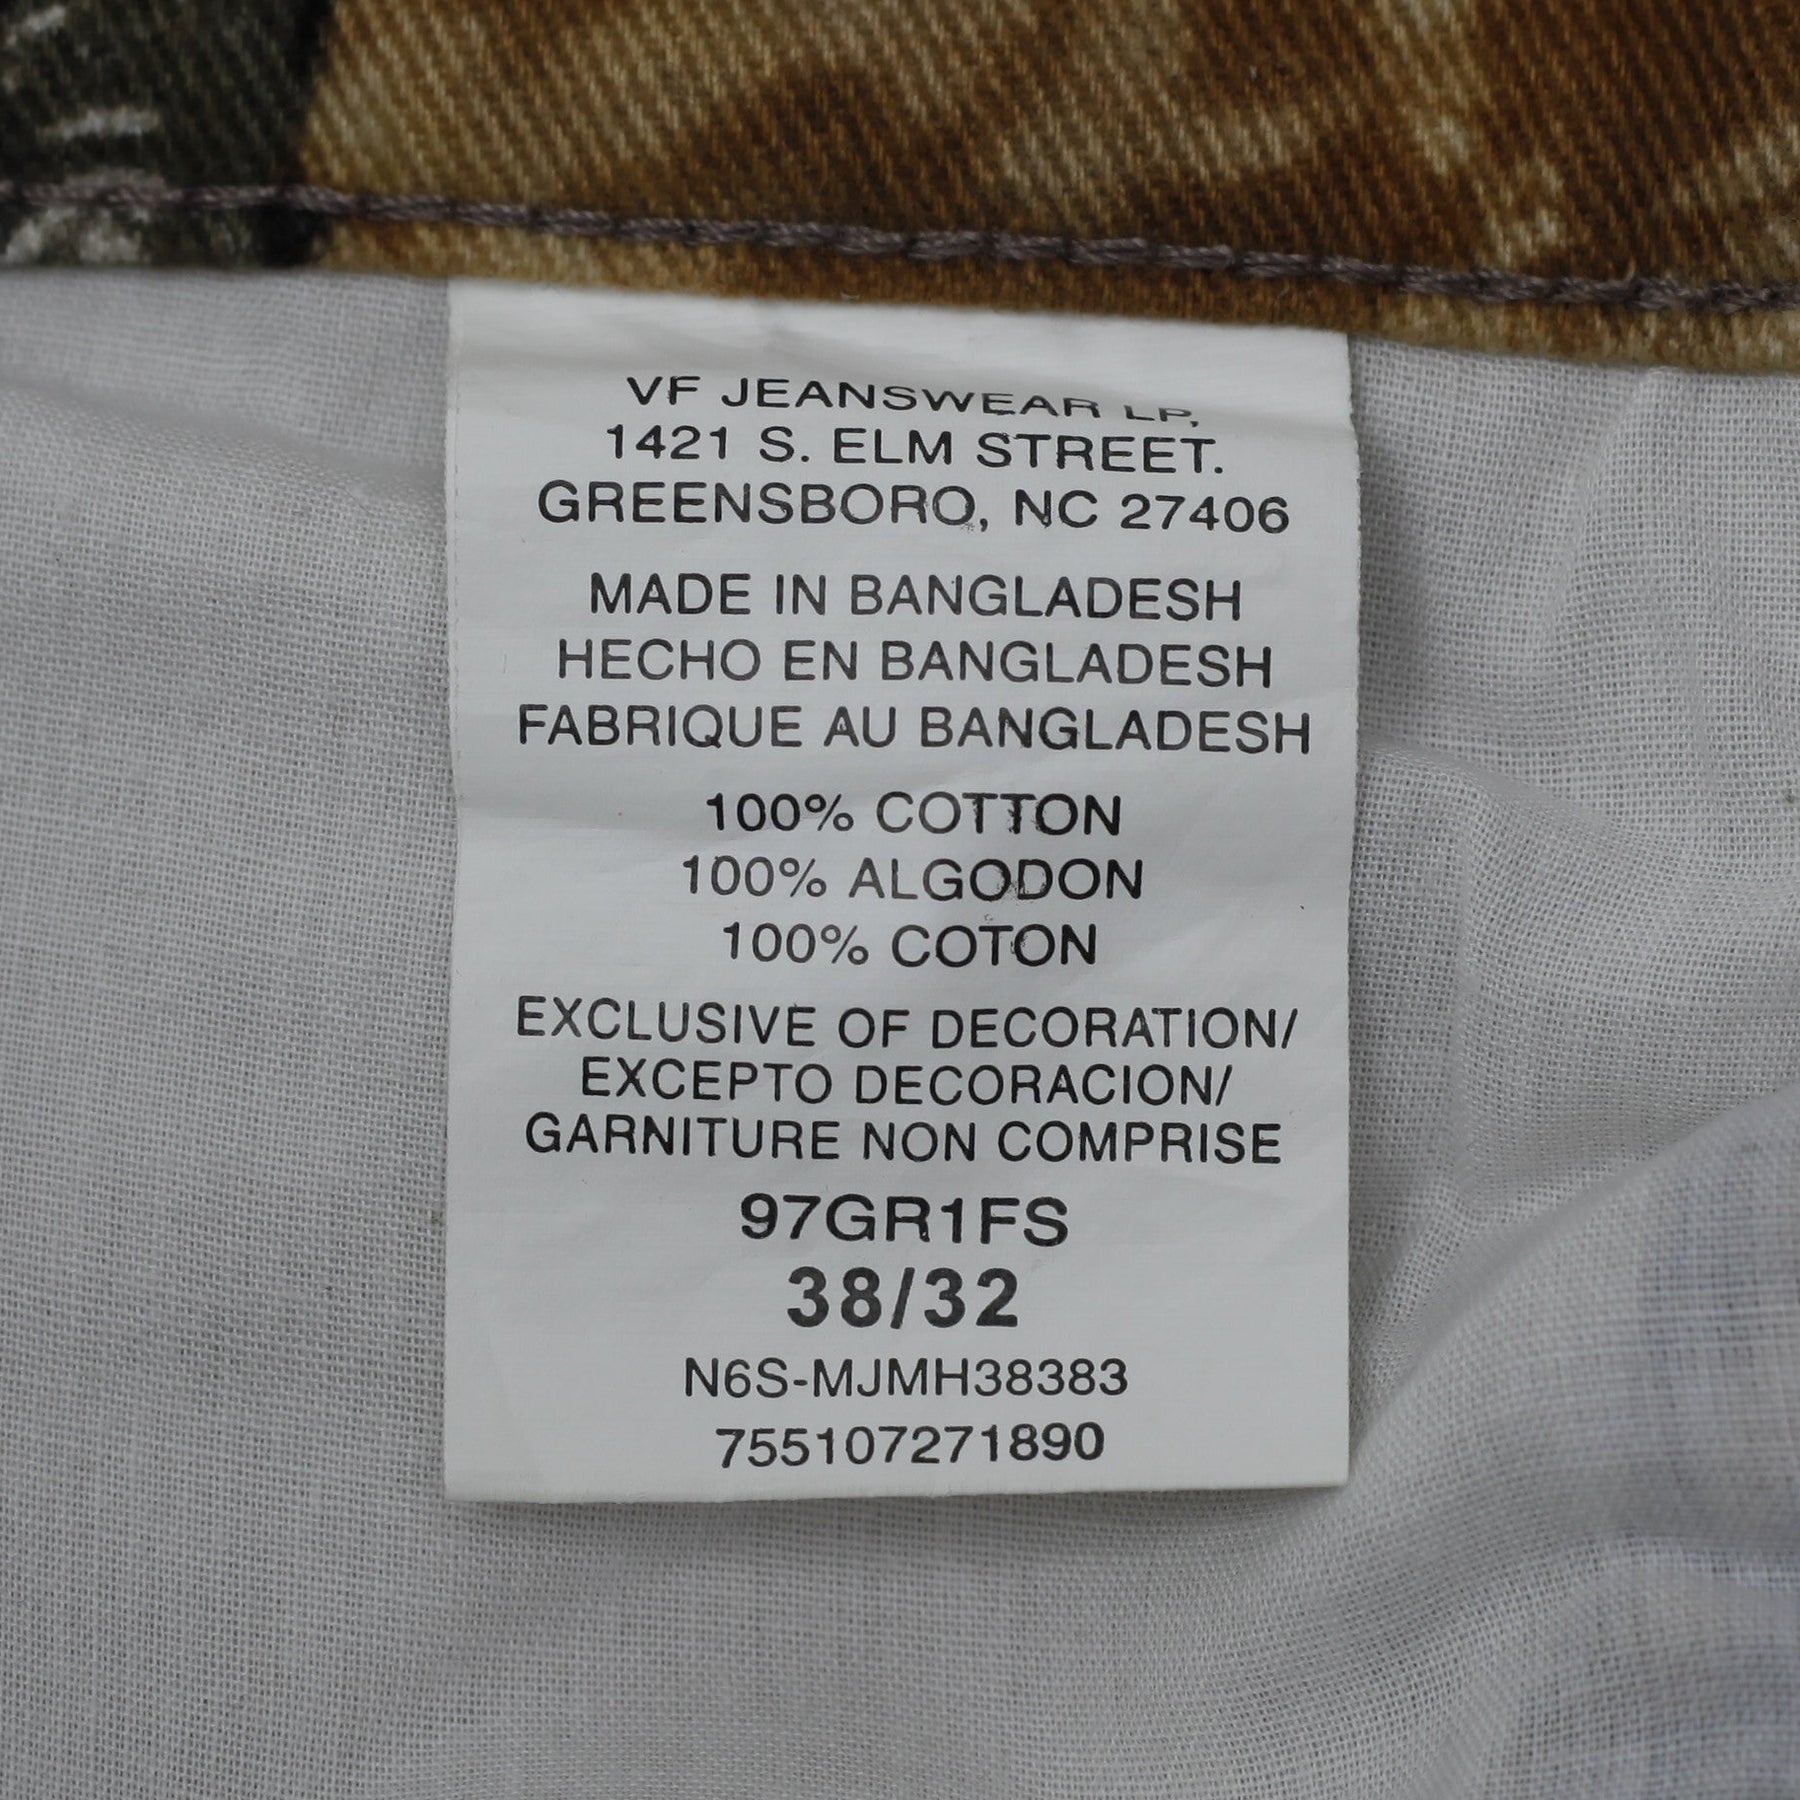 VF JEANSWEAR LP,
1421 S. ELM STREET.
GREENSBORO, NC 27406
MADE IN BANGLADESH
HECHO EN BANGLADESH
FABRIQUE AU BANGLADESH
100% COTTON
100% ALGODON
100% COTON
EXCLUSIVE OF DECORATION/
EXCEPTO DECORACION/
GARNITURE NON COMPRISE
97GR1FS
38/32
N6S-MJMH38383
755107271890